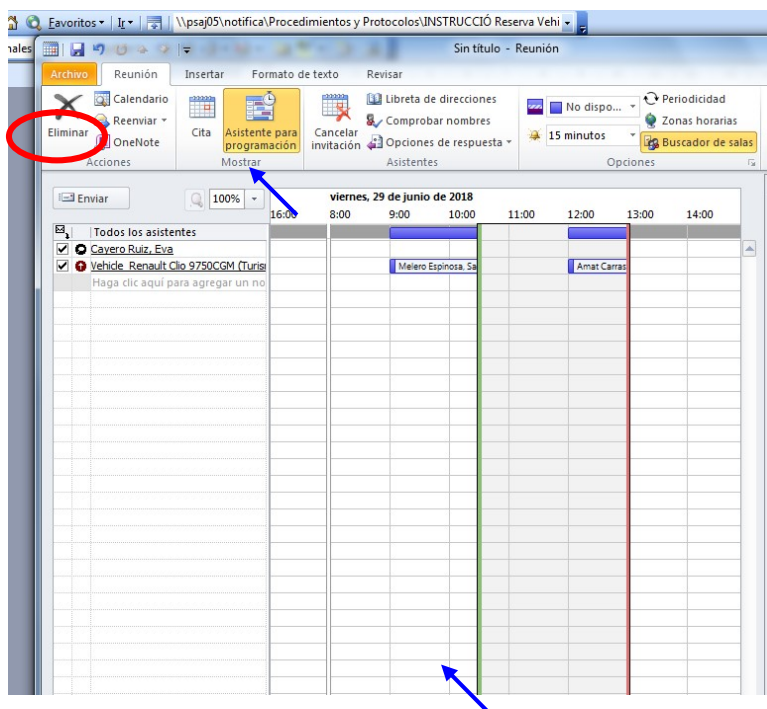 Favoritos Ir \\psaj05\notifica\Procedimientos y Protocolos\INSTRUCCIÓ Reserva Vehi
nales
Sin título - Reunión
Archivo Reunión Insertar Formato de texto Revisar
Eliminar
Calendario
Reenviar
OneNote
Acciones
Cita
Asistente para
programación
Mostrar
Cancelar
invitación
Libreta de direcciones
Comprobar nombres
Opciones de respuesta
Asistentes
No dispo...
15 minutos
Periodicidad
Zonas horarias
Buscador de salas
Opciones
Enviar 100% viernes, 29 de junio de 2018
16:00 8:00 9:00 10:00 11:00 12:00 13:00 14:00
Todos los asistentes
Cayero Ruiz, Eva
Vehicle Renault Clio 9750CGM (Turis Melero Espinosa, Sa Amat Carras
Haga clic aquí para agregar un no